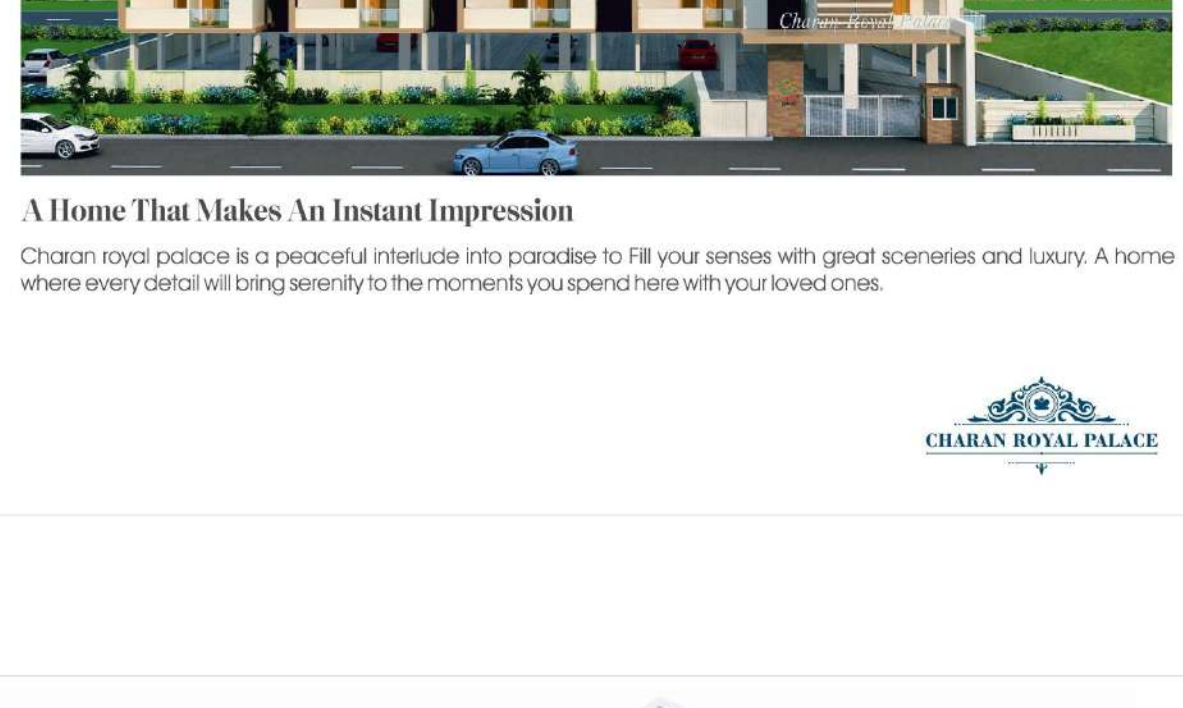 Charan Royal Palace
A Home That Makes An Instant Impression
Charan royal palace is a peaceful interlude into paradise to Fill your senses with great sceneries and luxury. A home
where every detail will bring serenity to the moments you spend here with your loved ones.
CHARAN ROYAL PALACE